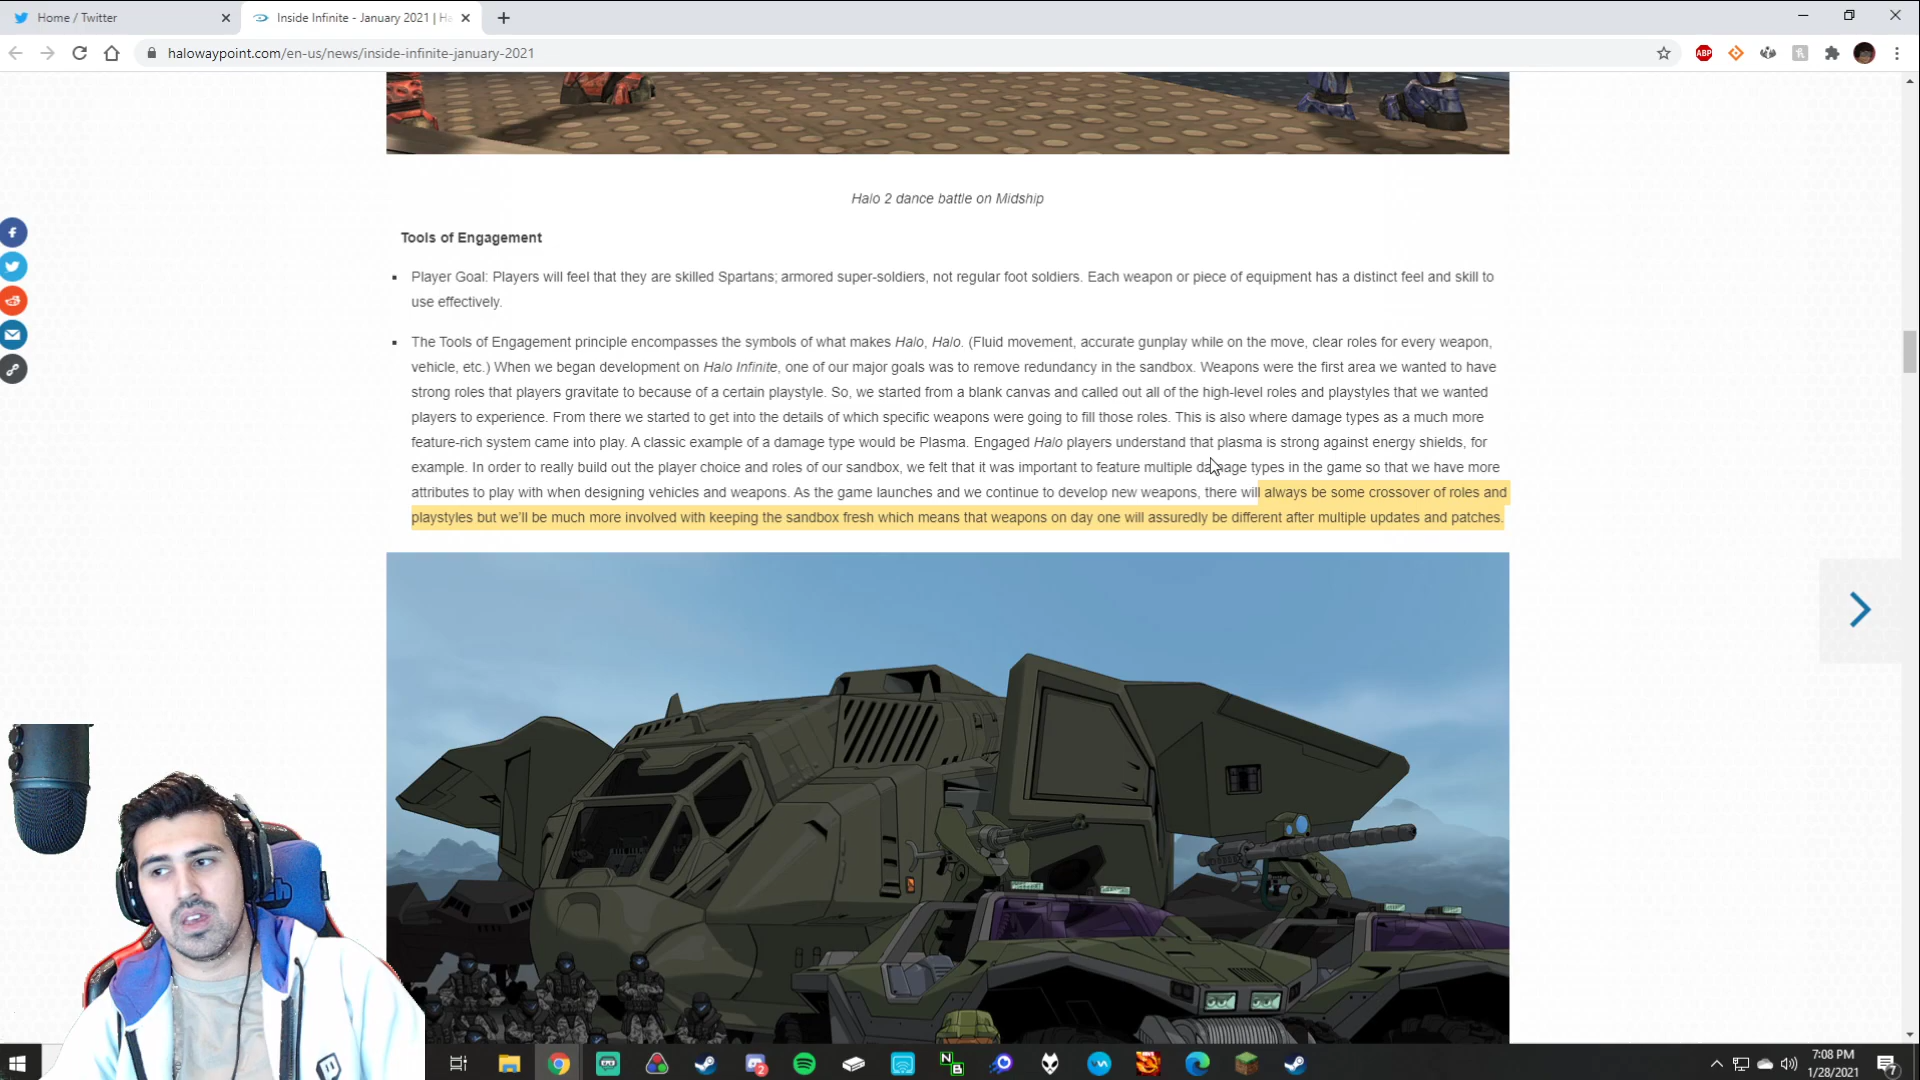 Home / Twitter
Inside Infinite - January 2021 | Ha
halowaypoint.com/en-us/news/inside-infinite-january-2021
ABP
Halo 2 dance battle on Midship
Tools of Engagement
Player Goal: Players will feel that they are skilled Spartans; armored super-soldiers, not regular foot soldiers. Each weapon or piece of equipment has a distinct feel and skill to
use effectively.
The Tools of Engagement principle encompasses the symbols of what makes Halo, Halo. (Fluid movement, accurate gunplay while on the move, clear roles for every weapon,
vehicle, etc.) When we began development on Halo Infinite, one of our major goals was to remove redundancy in the sandbox. Weapons were the first area we wanted to have
strong roles that players gravitate to because of a certain playstyle. So, we started from a blank canvas and called out all of the high-level roles and playstyles that we wanted
players to experience. From there we started to get into the details of which specific weapons were going to fill those roles. This is also where damage types as a much more
feature-rich system came into play. A classic example of a damage type would be Plasma. Engaged Halo players understand that plasma is strong against energy shields, for
example. In order to really build out the player choice and roles of our sandbox, we felt that it was important to feature multiple damage types in the game so that we have more
attributes to play with when designing vehicles and weapons. As the game launches and we continue to develop new weapons, there will always be some crossover of roles and
playstyles but we'll be much more involved with keeping the sandbox fresh which means that weapons on day one will assuredly be different after multiple updates and patches.
7:08 PM
1/28/2021